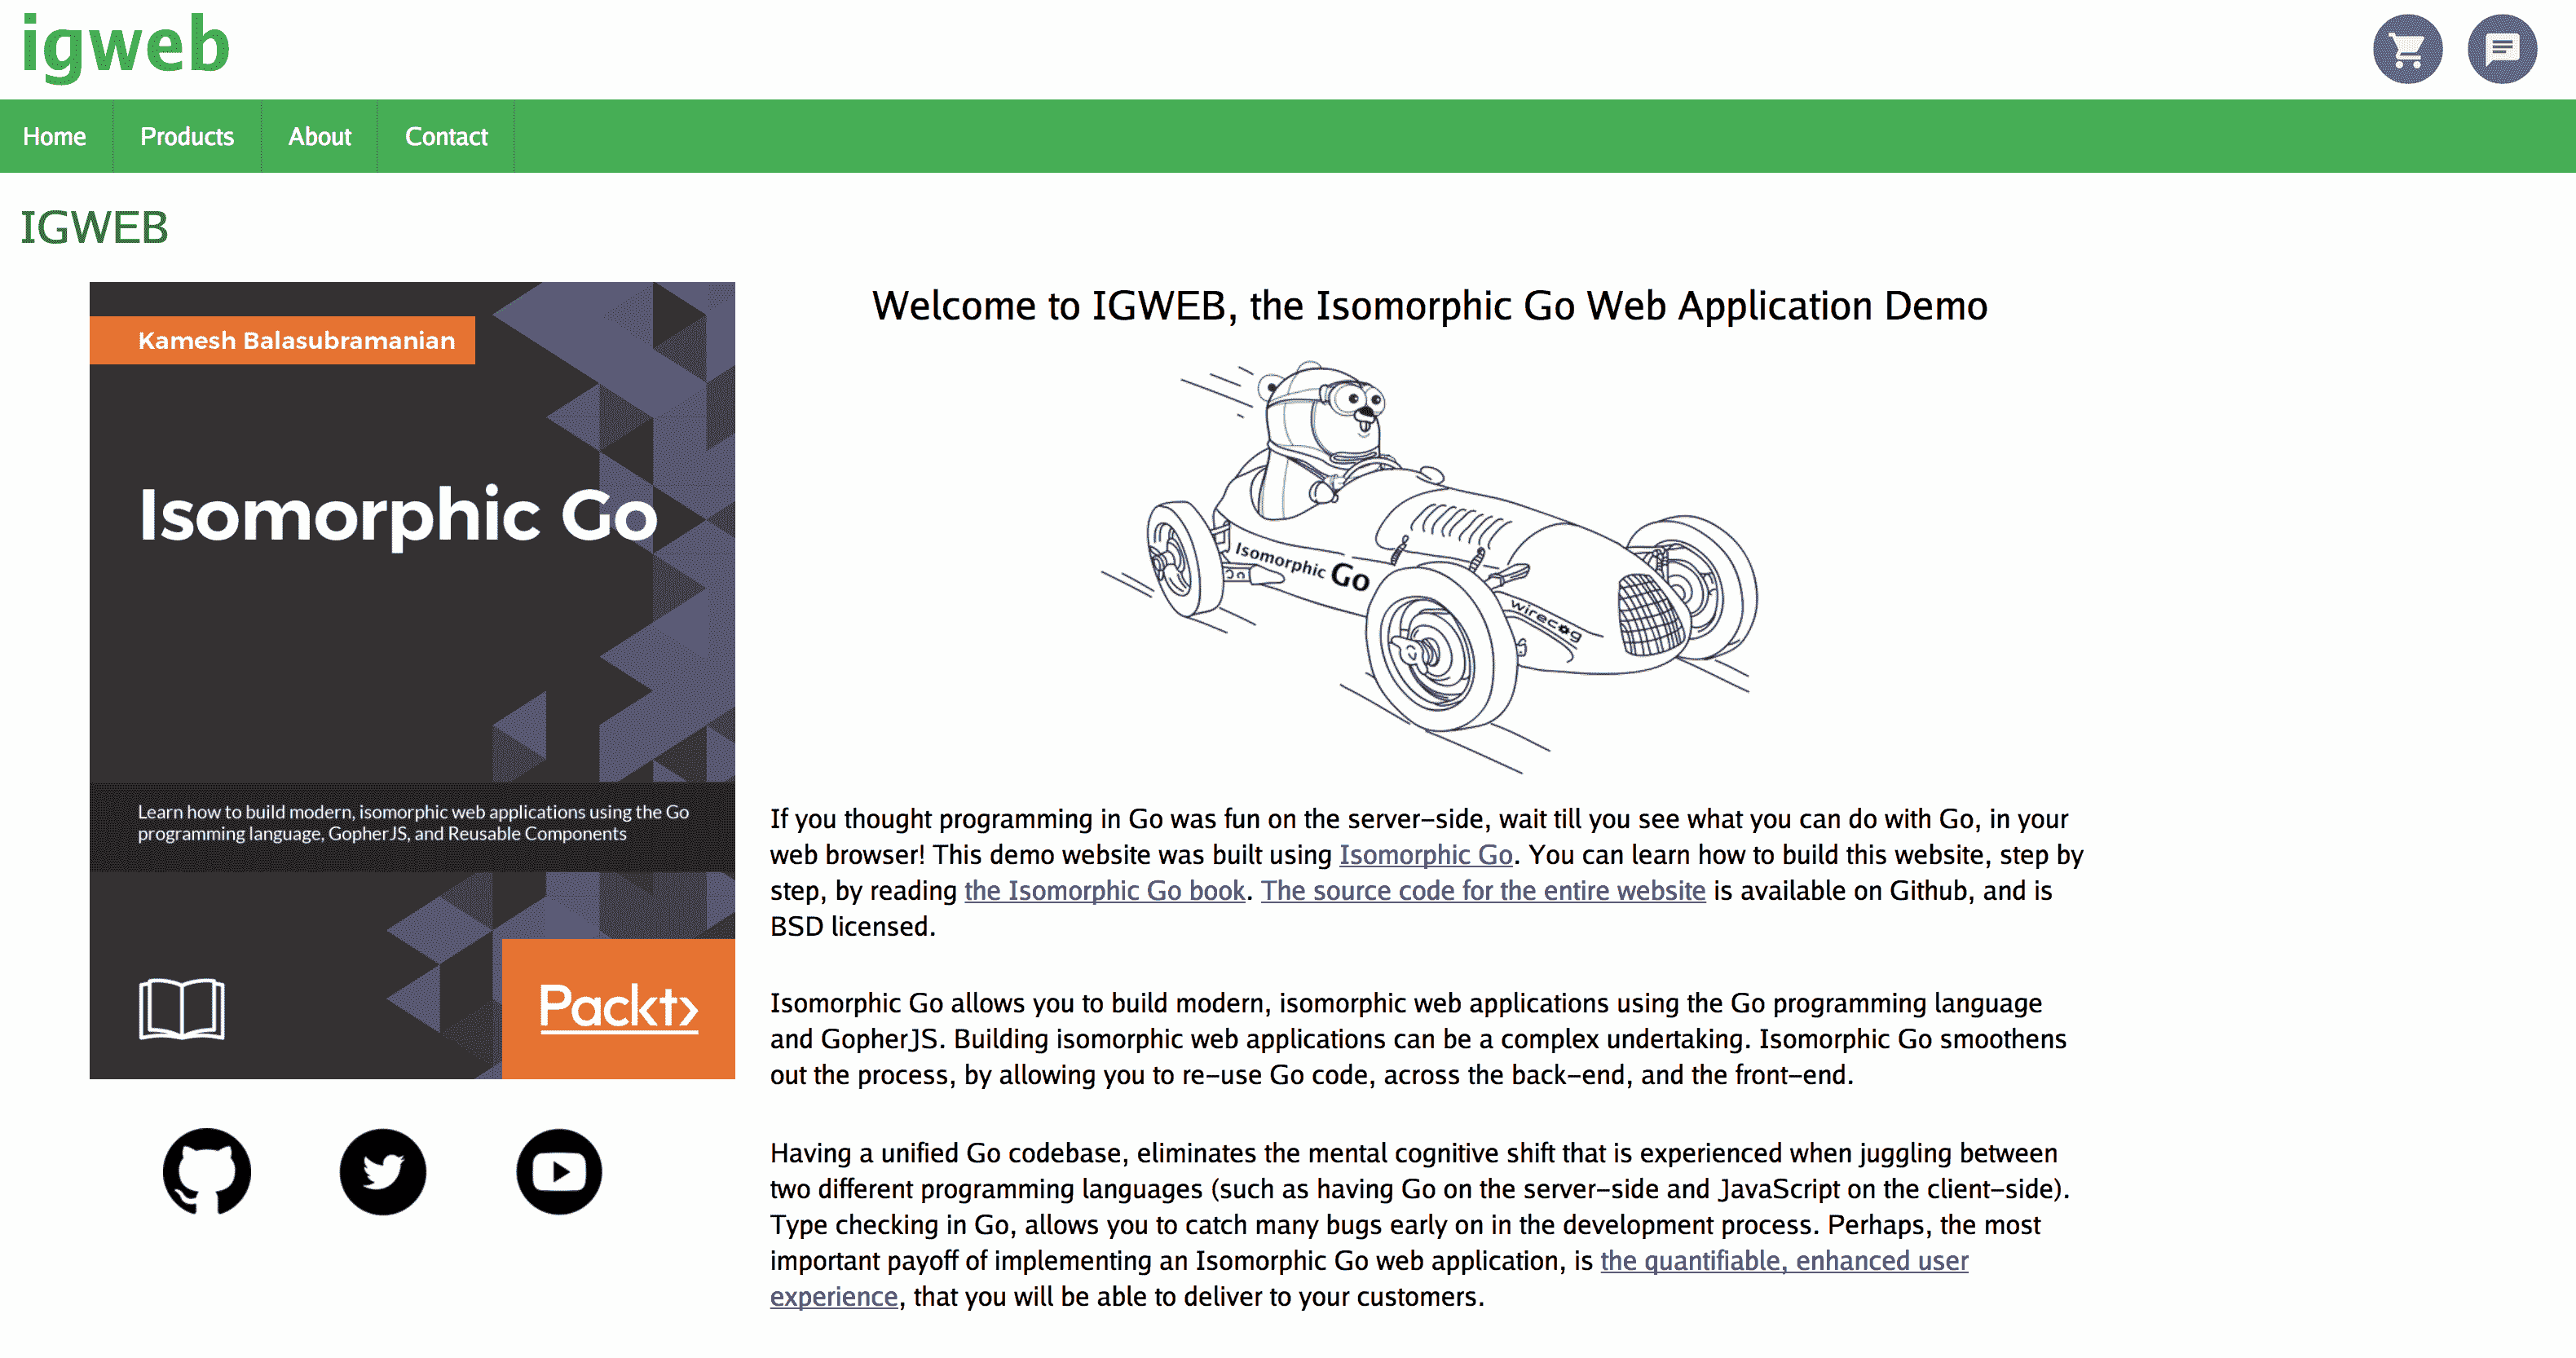 igweb
Home
Products
About
Contact
IGWEB
Kamesh Balasubramanian
Isomorphic Go
Learn how to build modern, isomorphic web applications using the Go
programming language, GopherJS, and Reusable Components
Packt>
Welcome to IGWEB, the Isomorphic Go Web Application Demo
Isomorphic Go
wirecog
If you thought programming in Go was fun on the server-side, wait till you see what you can do with Go, in your
web browser! This demo website was built using Isomorphic Go. You can learn how to build this website, step by
step, by reading the Isomorphic Go book. The source code for the entire website is available on Github, and is
BSD licensed.
Isomorphic Go allows you to build modern, isomorphic web applications using the Go programming language
and GopherJS. Building isomorphic web applications can be a complex undertaking. Isomorphic Go smoothens
out the process, by allowing you to re-use Go code, across the back-end, and the front-end.
Having a unified Go codebase, eliminates the mental cognitive shift that is experienced when juggling between
two different programming languages (such as having Go on the server-side and JavaScript on the client-side).
Type checking in Go, allows you to catch many bugs early on in the development process. Perhaps, the most
important payoff of implementing an Isomorphic Go web application, is the quantifiable, enhanced user
experience, that you will be able to deliver to your customers.